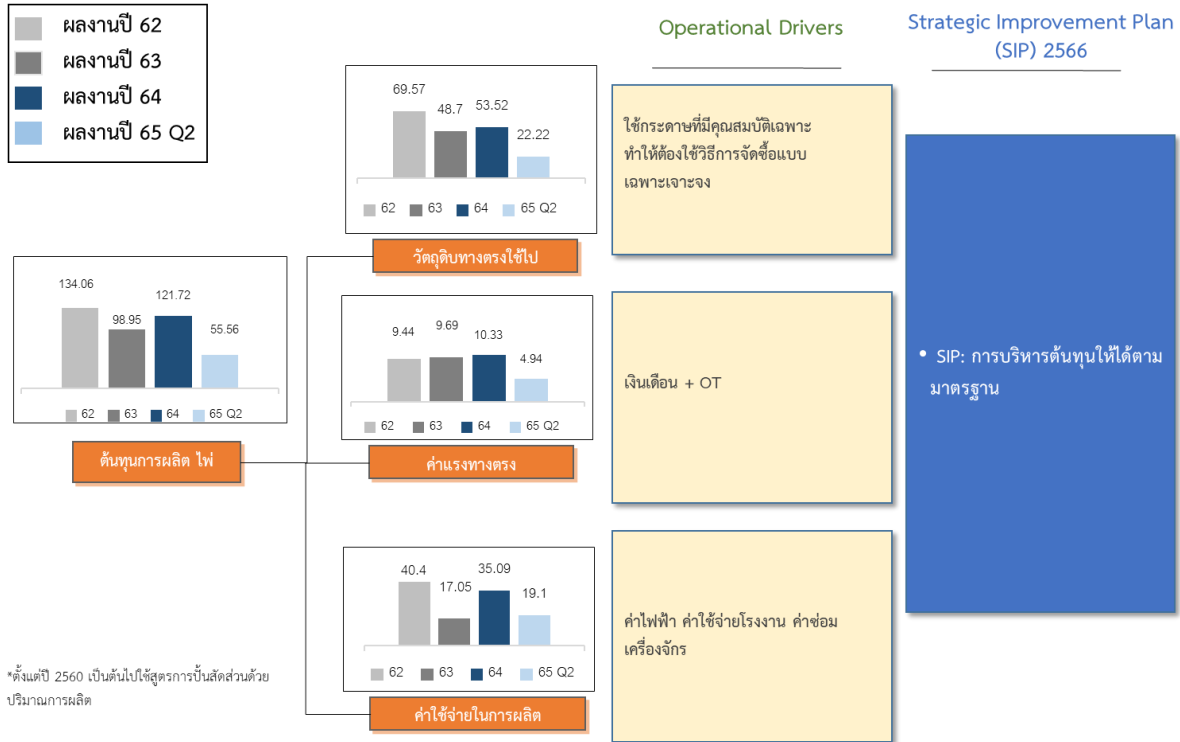 ผลงานปี 62
ผลงานปี 63
ผลงานปี 64
ผลงานปี 65 Q2
Operational Drivers
Strategic Improvement Plan
(SIP) 2566
69.57
48.7
53.52
22.22
62 63 64 65 Q2
วัตถุดิบทางตรงใช้ไป
ใช้กระดาษที่มีคุณสมบัติเฉพาะ
ทำให้ต้องใช้วิธีการจัดซื้อแบบ
เฉพาะเจาะจง
134.06
98.95
121.72
55.56
62 63 64 65 Q2
ต้นทุนการผลิต ไพ่
9.44
9.69
10.33
4.94
62 63 64 65 Q2
ค่าแรงทางตรง
เงินเดือน + OT
• SIP: การบริหารต้นทุนให้ได้ตาม
มาตรฐาน
40.4
17.05
35.09
19.1
62 63 64 65 Q2
ค่าใช้จ่ายในการผลิต
ค่าไฟฟ้า ค่าใช้จ่ายโรงงาน ค่าซ่อม
เครื่องจักร
*ตั้งแต่ปี 2560 เป็นต้นไปใช้สูตรการปั้นสัดส่วนด้วย
ปริมาณการผลิต